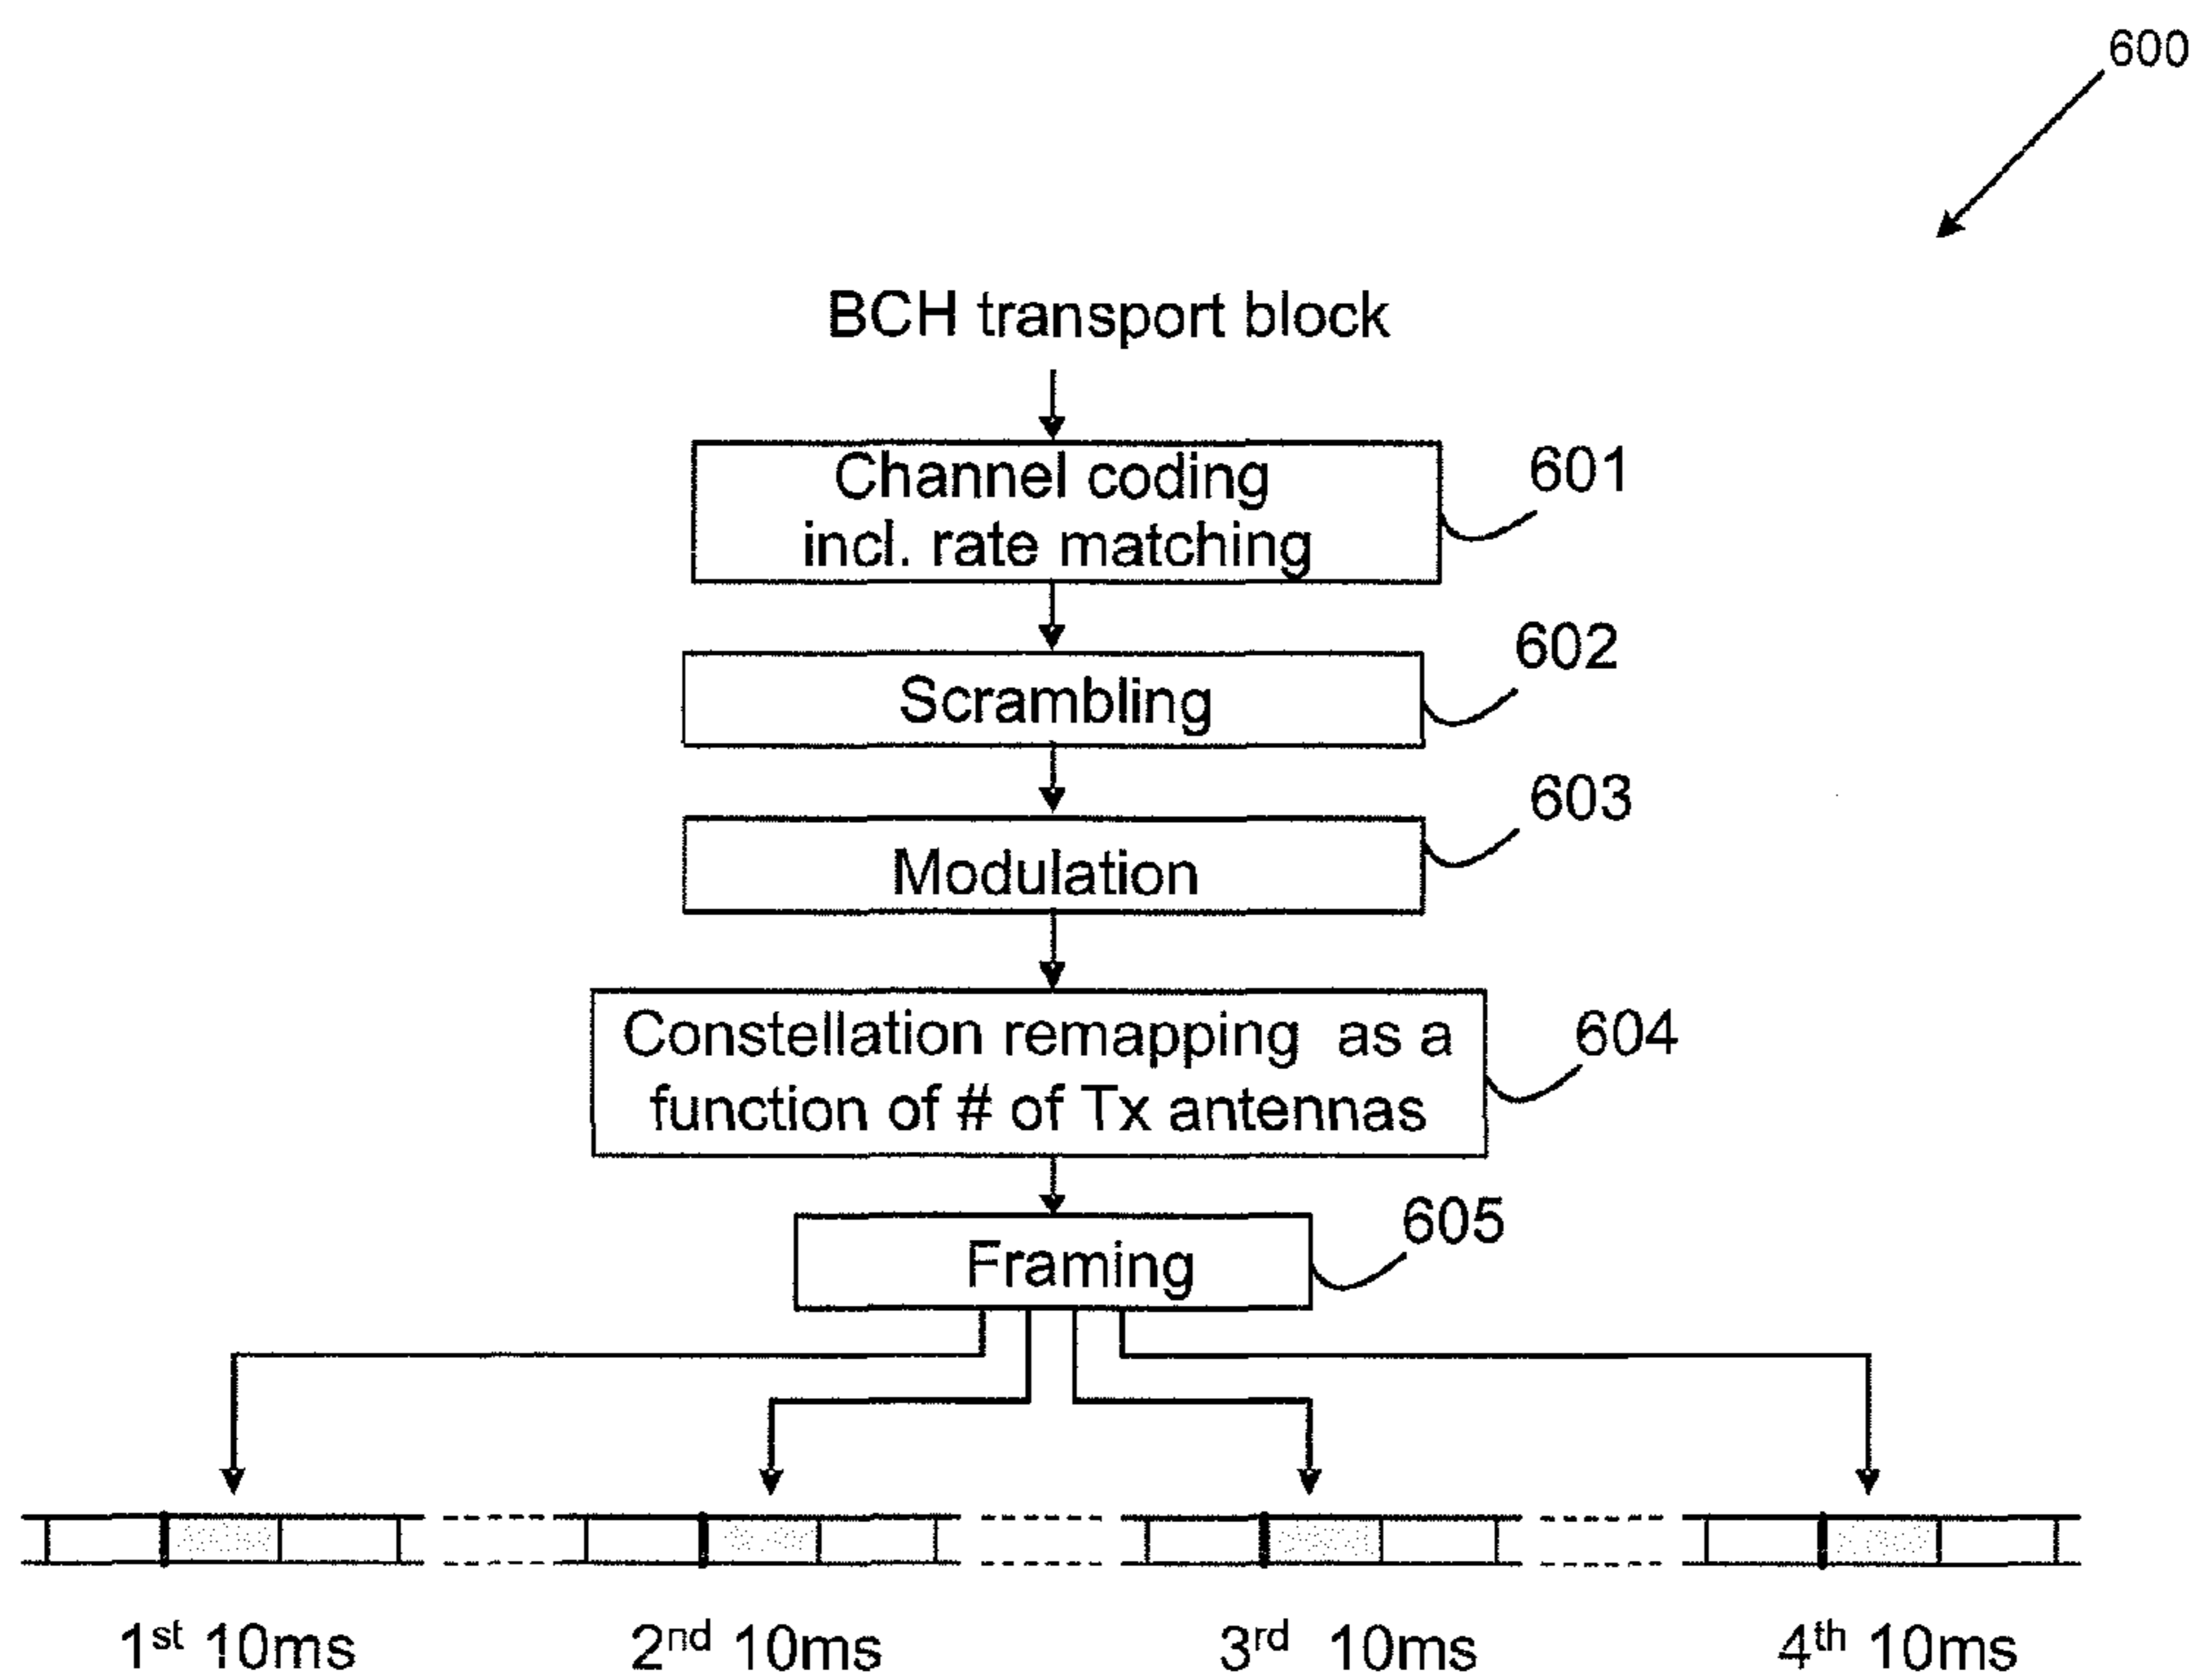 600
BCH transport block
Channel coding
incl. rate matching
601
Scrambling
602
Modulation
603
Constellation remapping as a
function of # of Tx antennas
604
Framing
605
1st 10ms
2nd 10ms
3rd 10ms
4th 10ms